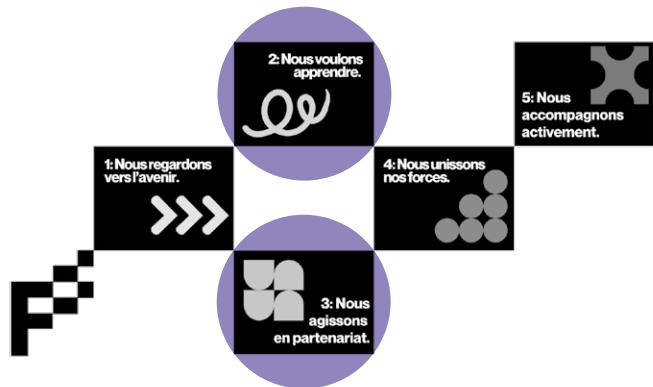 1: Nous regardons
vers l'avenir.
2: Nous voulons
apprendre.
3: Nous
agissons
en partenariat.
4: Nous unissons
nos forces.
5: Nous
accompagnons
activement.